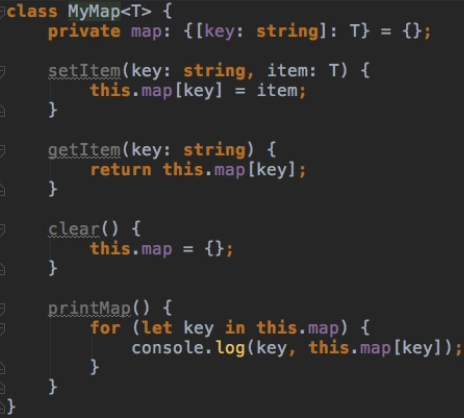 class MyMap<T> {
    private map: {[key: string]: T} = {};

    setItem(key: string, item: T) {
        this.map[key] = item;
    }

    getItem(key: string) {
        return this.map[key];
    }

    clear() {
        this.map = {};
    }

    printMap() {
        for (let key in this.map) {
            console.log(key, this.map[key]);
        }
    }
}